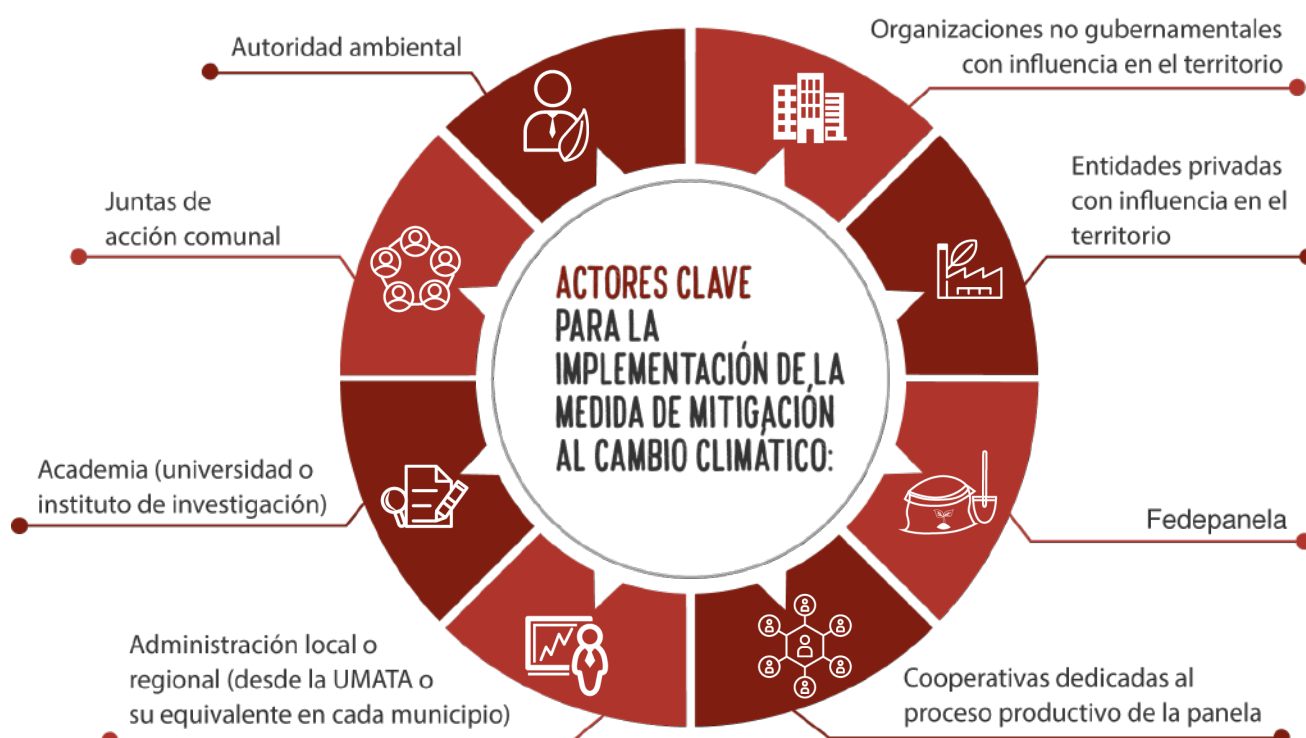 Autoridad ambiental
Organizaciones no gubernamentales
con influencia en el territorio
Juntas de
acción comunal
Entidades privadas
con influencia en el
territorio
ACTORES CLAVE
PARA LA
IMPLEMENTACIÓN DE LA
MEDIDA DE MITIGACIÓN
AL CAMBIO CLIMÁTICO:
Academia (universidad o
instituto de investigación)
Fedepanela
Administración local o
regional (desde la UMATA o
su equivalente en cada municipio)
Cooperativas dedicadas al
proceso productivo de la panela